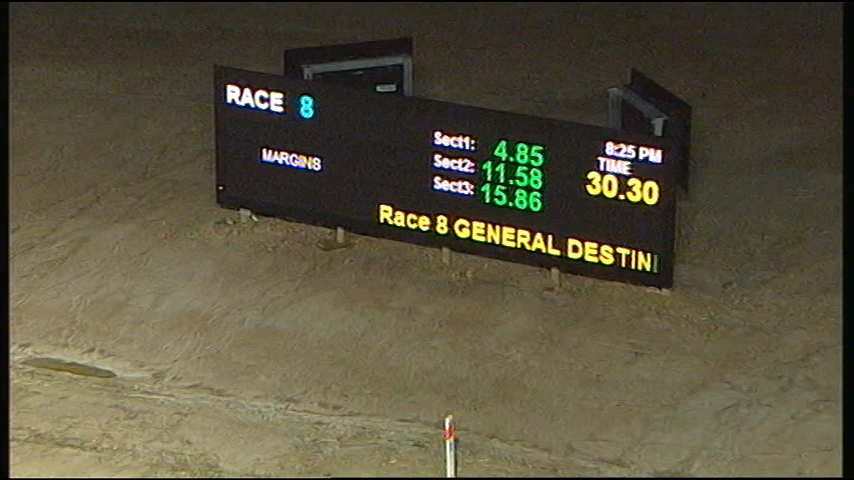 RACE 8
MARGINS
Sect1: 4.85
Sect2: 11.58
Sect3: 15.86
8:25 PM
TIME
30.30
Race 8 GENERAL DESTIN